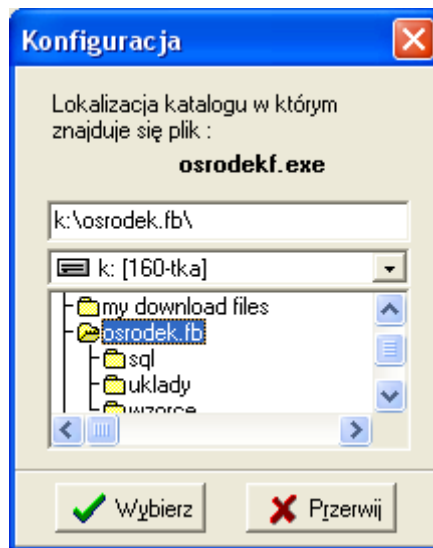 Konfiguracja
Lokalizacja katalogu w którym
znajduje się plik :
osrodekf.exe
k:\osrodek.fb\
k: [160-tka]
my download files
osrodek.fb
sql
uklady
wzorce
Wybierz
Przerwij